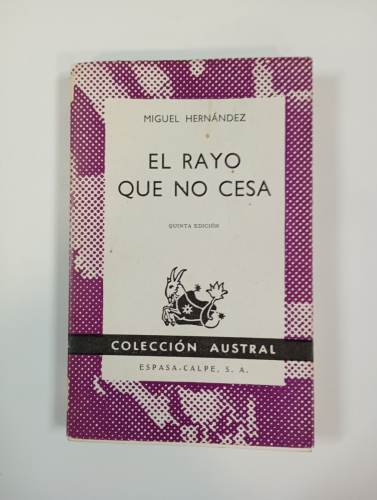 MIGUEL HERNÁNDEZ
EL RAYO
QUE NO CESA
QUINTA EDICIÓN
COLECCIÓN AUSTRAL
ESPASA-CALPE, S. A.